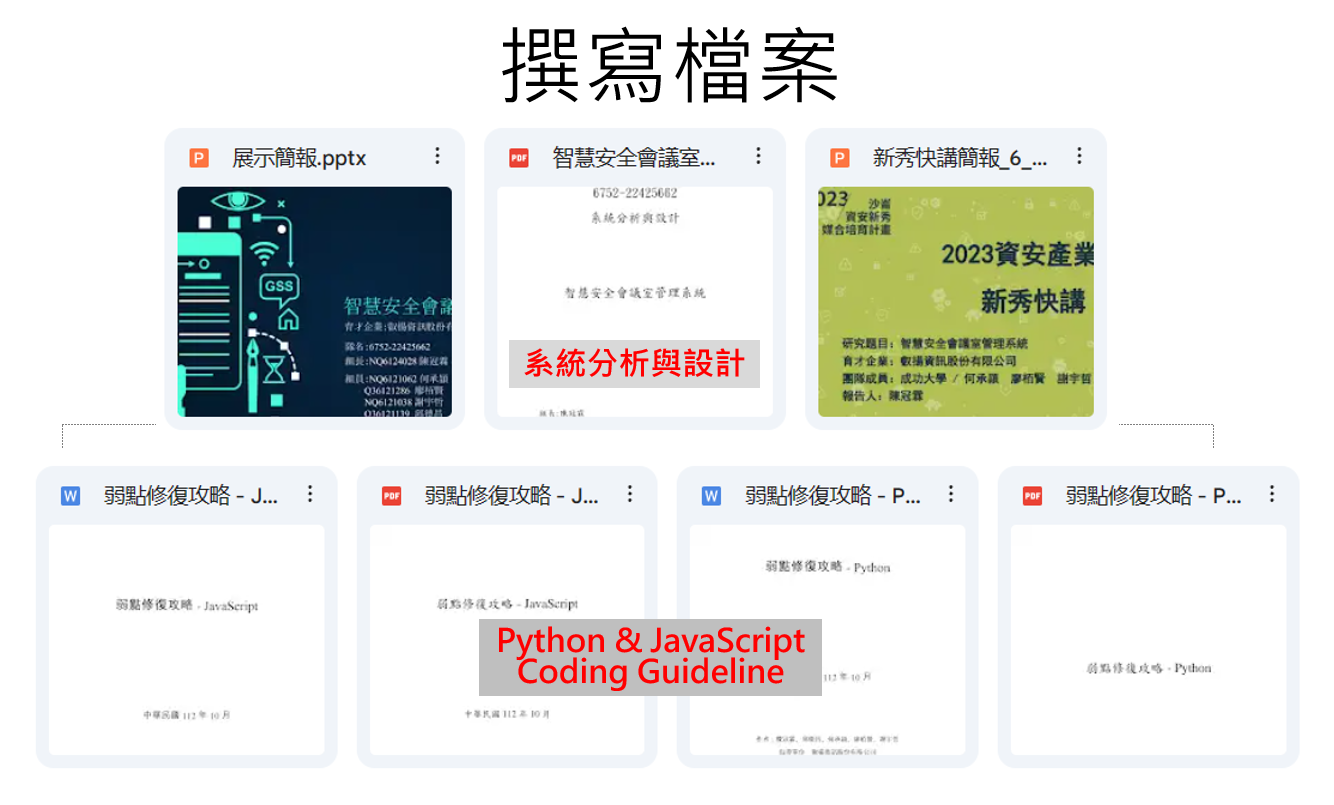 撰寫檔案
展示簡報.pptx
智慧安全會議室...
新秀快講簡報_6_...
GSS
智慧安全會議
育才企業:叡揚資訊股份有
隊名:6752-22425662
組長:NQ6124028 陳冠霖
組員:NQ6121062 何承穎
Q36121286 廖栢賢
NQ6121038 謝宇哲
Q36121139
6752-22425662
系統分析與設計
智慧安全會議室管理系統
系統分析與設計
組長:陳冠霖
2023 沙崙
資安新秀
媒合培育計畫
2023資安產業
新秀快講
研究題目:智慧安全會議室管理系統
育才企業:叡揚資訊股份有限公司
團隊成員:成功大學 / 何承穎 廖栢賢 謝宇哲
報告人:陳冠霖
弱點修復攻略 - J...
弱點修復攻略 - J...
弱點修復攻略 - P...
弱點修復攻略 - P...
弱點修復攻略 - JavaScript
中華民國 112 年 10 月
弱點修復攻略 - JavaScript
中華民國 112 年 10 月
弱點修復攻略 - Python
112 年 10 月
弱點修復攻略 - Python
Python & JavaScript
Coding Guideline